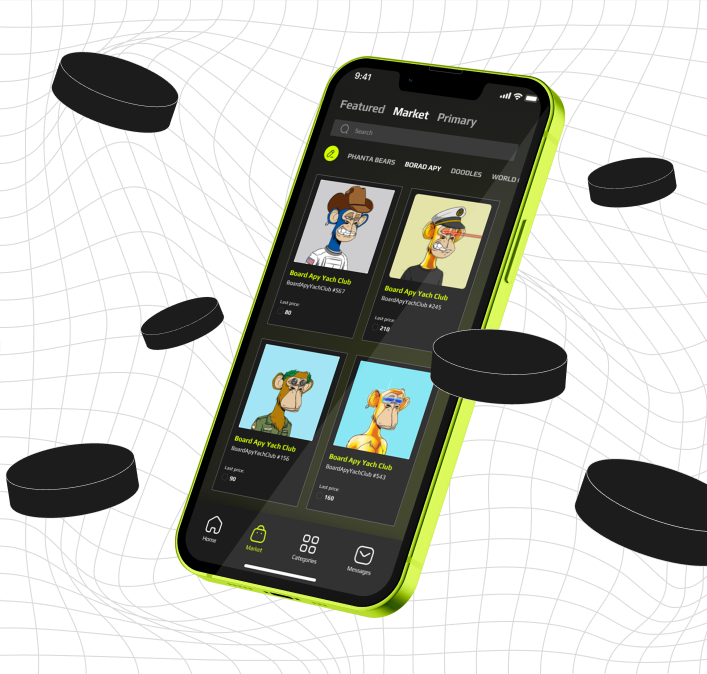 9:41
Featured Market Primary
Search
PHANTA BEARS BORAD APY DOODLES WORLD
Board Apy Yach Club
BoardApyYachClub #567
Last price
80
Board Apy Yach Club
BoardApyYachClub #245
Last price
210
Board Apy Yach Club
BoardApyYachClub #156
Last price
90
Board Apy Yach Club
BoardApyYachClub #543
Last price
160
Home Market Categories Messages